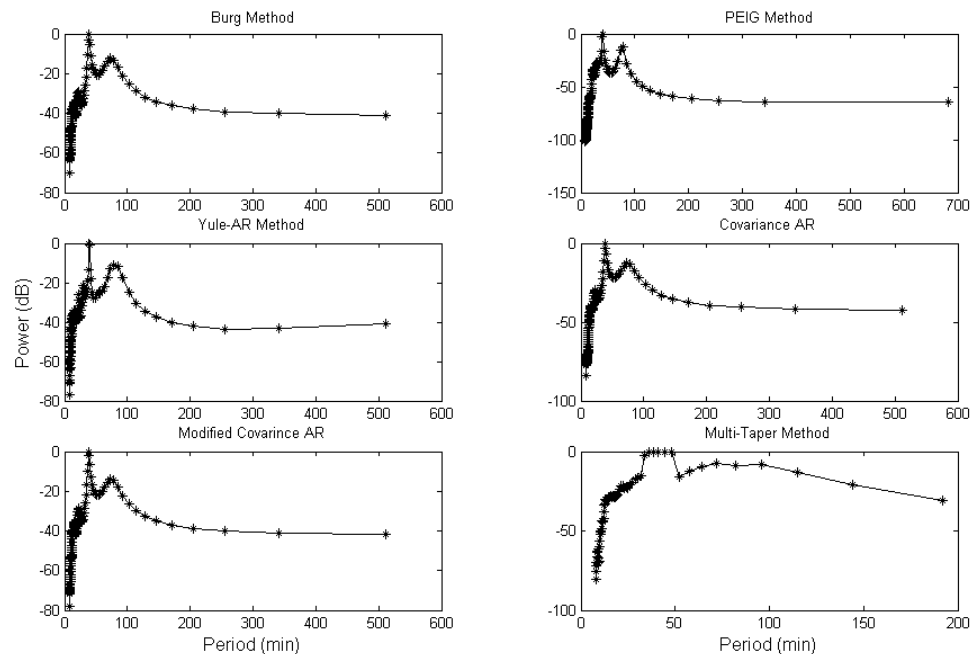 Burg Method
0
-20
-40
-60
-80
0 100 200 300 400 500 600
PEIG Method
0
-50
-100
-150
0 100 200 300 400 500 600 700
Yule-AR Method
0
-20
-40
-60
-80
0 100 200 300 400 500 600
Power (dB)
Covariance AR
0
-50
-100
0 100 200 300 400 500 600
Modified Covarince AR
0
-20
-40
-60
-80
0 100 200 300 400 500 600
Period (min)
Multi-Taper Method
0
-50
-100
0 50 100 150 200
Period (min)